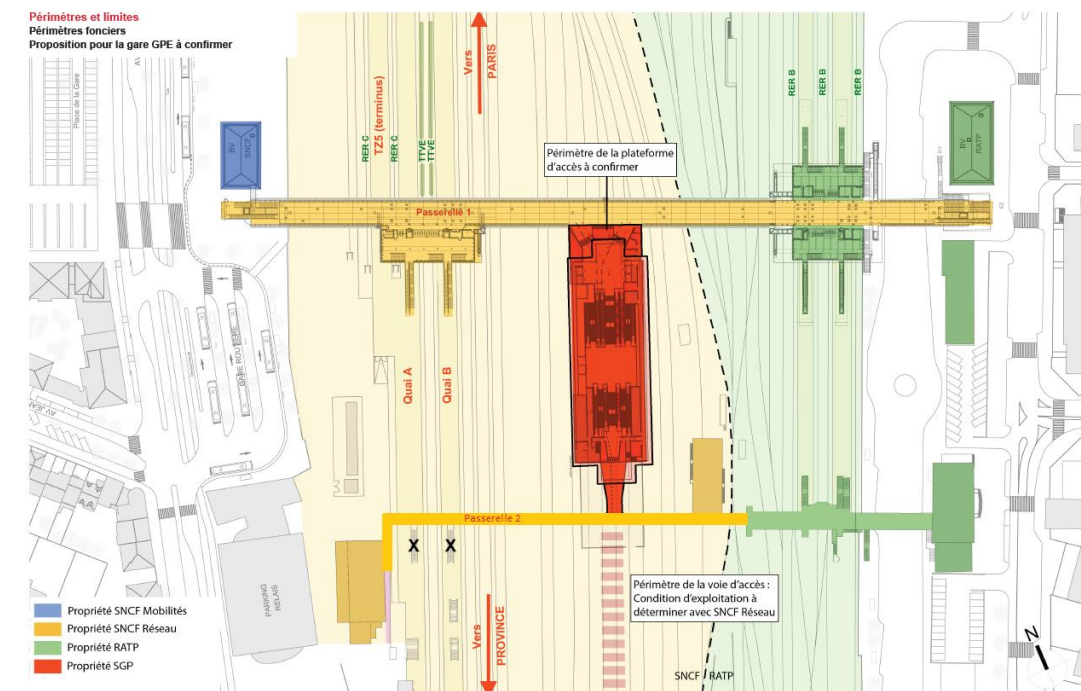 Périmètres et limites
Périmètres fonciers
Proposition pour la gare GPE à confirmer
Place de la Gare
BV
SNCF
RER C
TZ5 (terminus)
RER C
TTVE
TTVE
Vers
PARIS
Périmètre de la plateforme
d'accès à confirmer
RER B
RER B
RER B
BV
RATP
Passerelle 1
GARE ROUTIERE
Quai A
Quai B
AV JEAN
Passerelle 2
X
X
PARKING
RELAIS
Périmètre de la voie d'accès :
Condition d'exploitation à
déterminer avec SNCF Réseau
Vers
PROVINCE
SNCF / RATP
N
Propriété SNCF Mobilités
Propriété SNCF Réseau
Propriété RATP
Propriété SGP